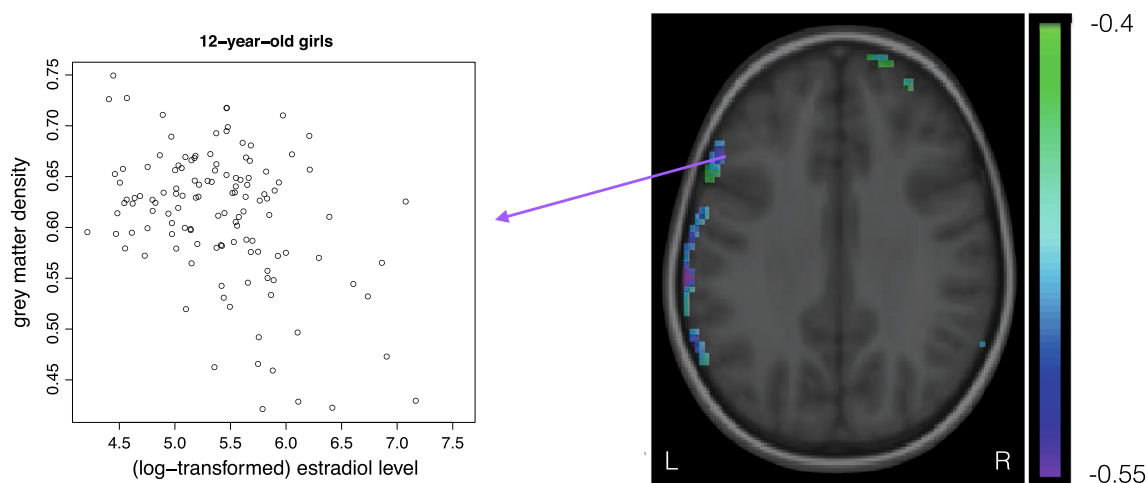 12−year−old girls
grey matter density
0.75
0.70
0.65
0.60
0.55
0.50
0.45
4.5 5.0 5.5 6.0 6.5 7.0 7.5
(log−transformed) estradiol level
L R
-0.4
-0.55